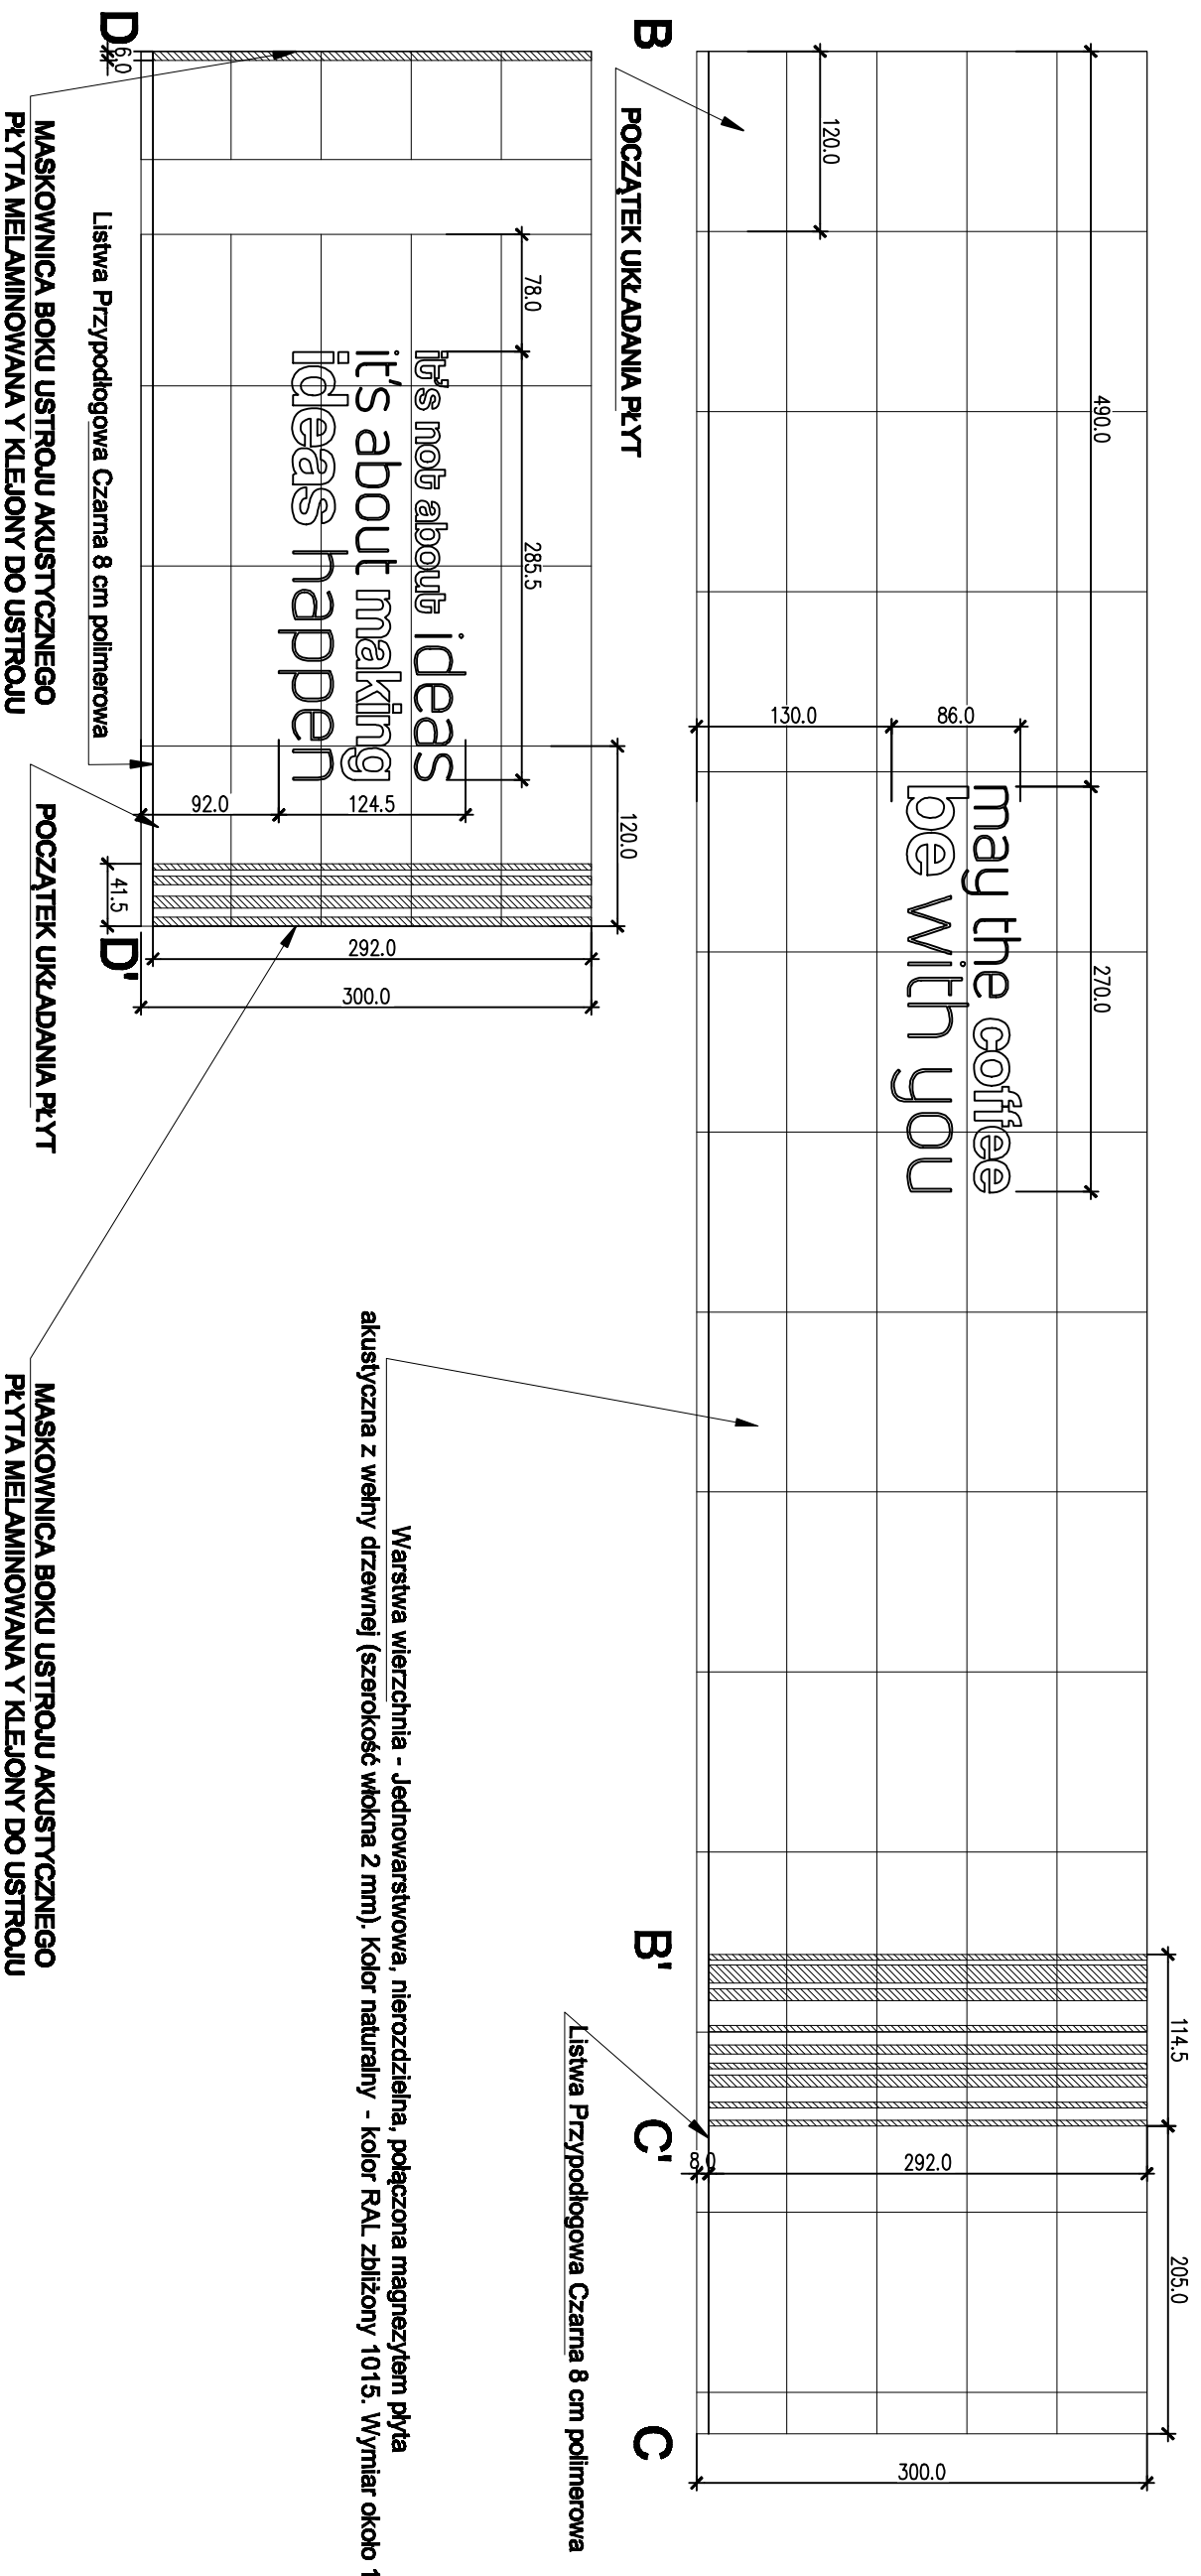 B
B'
C'
C
490.0
270.0
114.5
205.0
120.0
86.0
130.0
may the coffee
be with you
8.0
292.0
300.0
POCZĄTEK UKŁADANIA PŁYT
Listwa Przypodłogowa Czarna 8 cm polimerowa
Warstwa wierzchnia - Jednowarstwowa, nierozdzielna, połączona magnezytem płyta
akustyczna z wełny drzewnej (szerokość włokna 2 mm). Kolor naturalny - kolor RAL zbliżony 1015. Wymiar około 1
120.0
78.0
285.5
it's not about ideas
it's about making
ideas happen
124.5
92.0
292.0
300.0
41.5
6.0
D
D'
Listwa Przypodłogowa Czarna 8 cm polimerowa
POCZĄTEK UKŁADANIA PŁYT
MASKOWNICA BOKU USTROJU AKUSTYCZNEGO
PŁYTA MELAMINOWANA Y KLEJONY DO USTROJU
MASKOWNICA BOKU USTROJU AKUSTYCZNEGO
PŁYTA MELAMINOWANA Y KLEJONY DO USTROJU